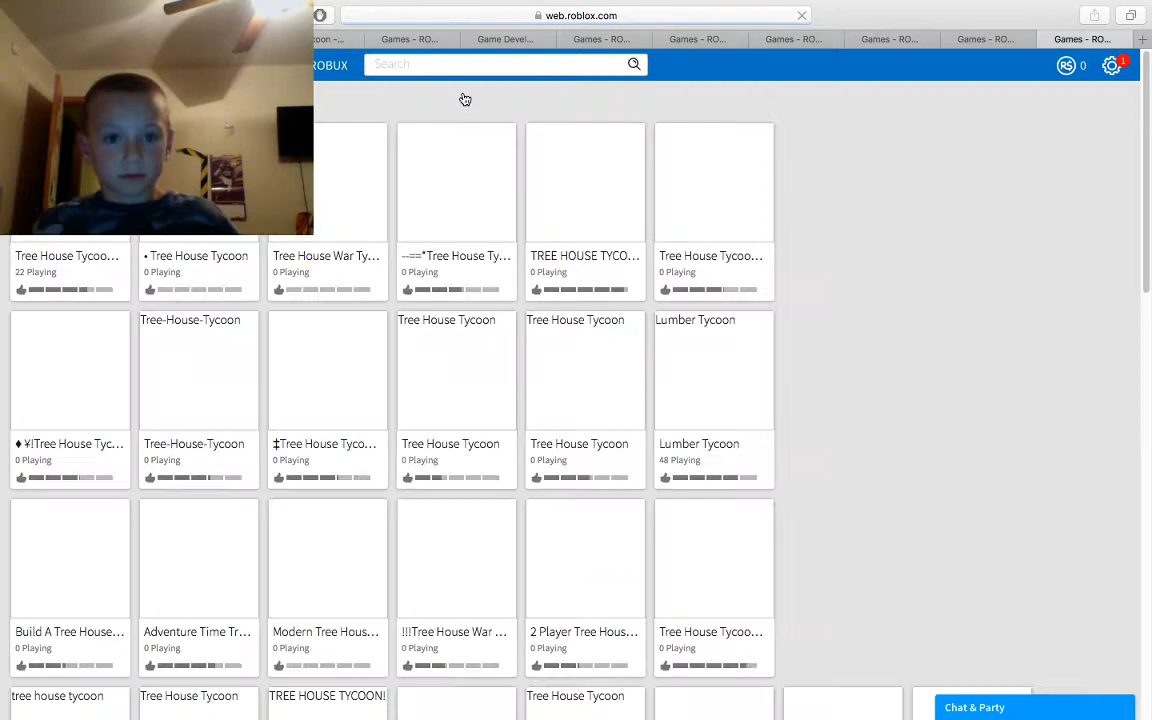 web.roblox.com
oon -...
Games - RO...
Game Devel...
Games - RO...
Games - RO...
Games - RO...
Games - RO...
Games - RO...
Games - RO...
ROBUX
Search
R$ 0
1
Tree House Tycoo...
• Tree House Tycoon
Tree House War Ty...
--==*Tree House Ty...
TREE HOUSE TYCO...
Tree House Tycoo...
22 Playing
0 Playing
0 Playing
0 Playing
0 Playing
0 Playing
Tree-House-Tycoon
Tree House Tycoon
Tree House Tycoon
Lumber Tycoon
♦ ¥!Tree House Tyc...
Tree-House-Tycoon
‡Tree House Tyco...
Tree House Tycoon
Tree House Tycoon
Lumber Tycoon
0 Playing
0 Playing
0 Playing
0 Playing
0 Playing
48 Playing
Build A Tree House...
Adventure Time Tr...
Modern Tree Hous...
!!!Tree House War ...
2 Player Tree Hous...
Tree House Tycoo...
0 Playing
0 Playing
0 Playing
0 Playing
0 Playing
0 Playing
tree house tycoon
Tree House Tycoon
TREE HOUSE TYCOON!
Tree House Tycoon
Chat & Party